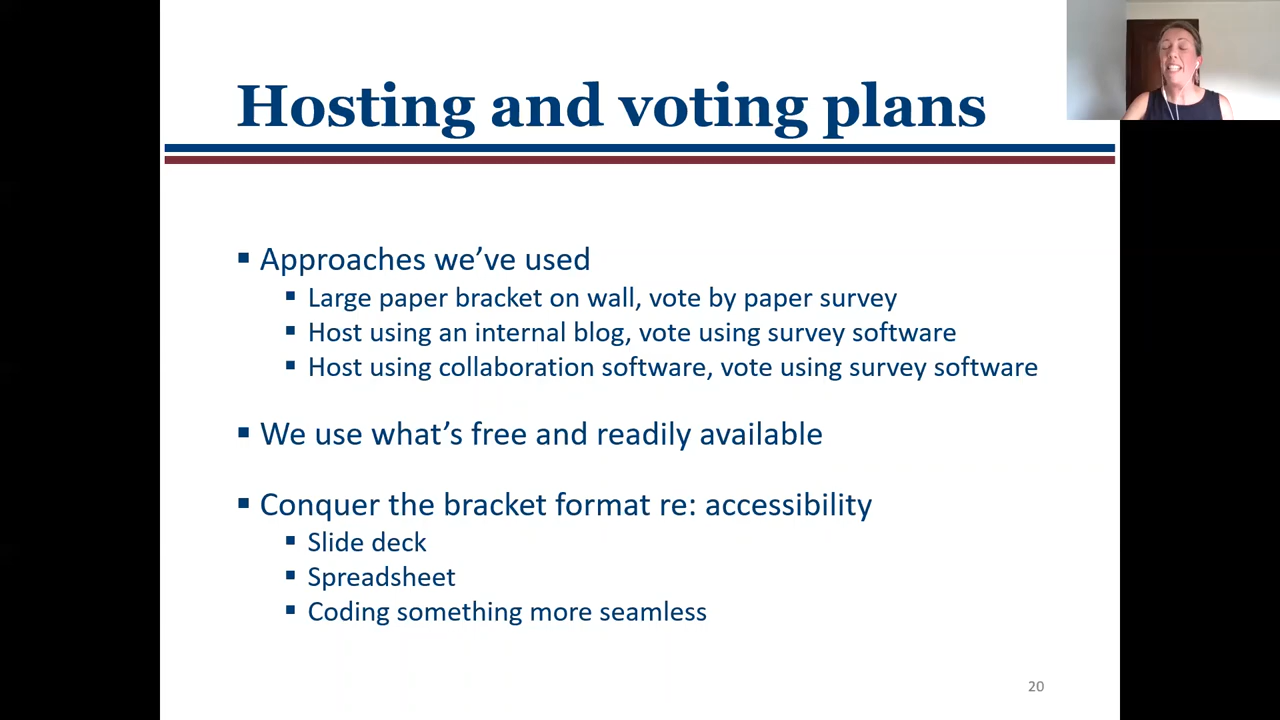 Hosting and voting plans
▪ Approaches we’ve used
▪ Large paper bracket on wall, vote by paper survey
▪ Host using an internal blog, vote using survey software
▪ Host using collaboration software, vote using survey software
▪ We use what’s free and readily available
▪ Conquer the bracket format re: accessibility
▪ Slide deck
▪ Spreadsheet
▪ Coding something more seamless
20